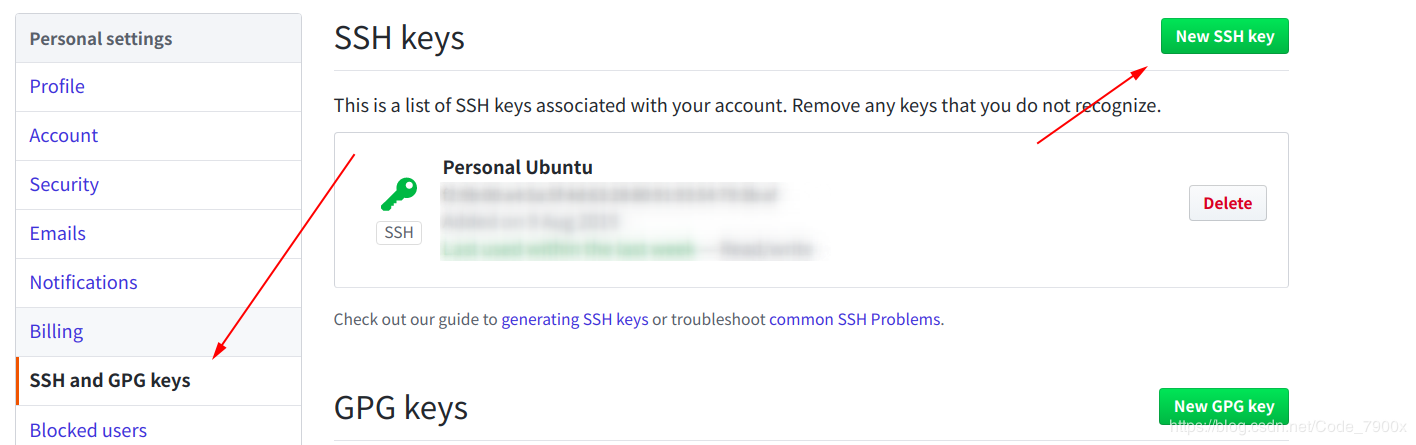 Personal settings
Profile
Account
Security
Emails
Notifications
Billing
SSH and GPG keys
Blocked users
SSH keys
New SSH key
This is a list of SSH keys associated with your account. Remove any keys that you do not recognize.
Personal Ubuntu
SSH
Delete
Check out our guide to generating SSH keys or troubleshoot common SSH Problems.
GPG keys
New GPG key
https://blog.csdn.net/Code_7900x